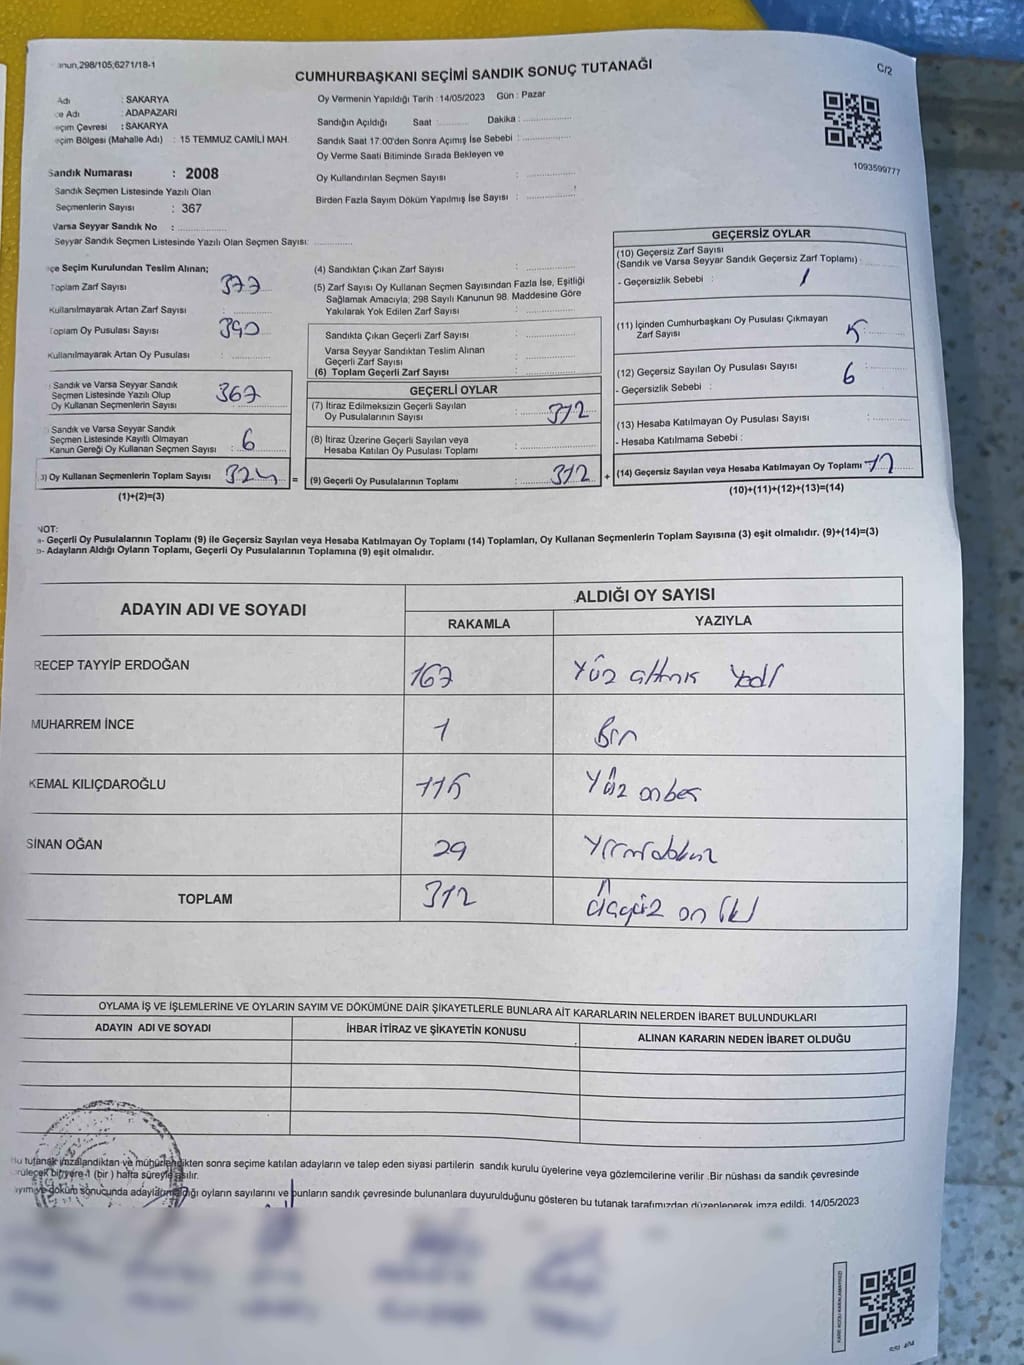 anun,298/105,6271/18-1
C/2
CUMHURBAŞKANI SEÇİMİ SANDIK SONUÇ TUTANAĞI
Adı : SAKARYA
çe Adı : ADAPAZARI
eçim Çevresi : SAKARYA
eçim Bölgesi (Mahalle Adı) : 15 TEMMUZ CAMİLİ MAH.
Oy Vermenin Yapıldığı Tarih :14/05/2023 Gün : Pazar
Sandığın Açıldığı Saat : Dakika :
Sandık Saat 17:00'den Sonra Açımış İse Sebebi :
Oy Verme Saati Bitiminde Sırada Bekleyen ve
Oy Kullandırılan Seçmen Sayısı :
Birden Fazla Sayım Döküm Yapılmış İse Sayısı :
1093599777
Sandık Numarası : 2008
Sandık Seçmen Listesinde Yazılı Olan
Seçmenlerin Sayısı : 367
Varsa Seyyar Sandık No :
Seyyar Sandık Seçmen Listesinde Yazılı Olan Seçmen Sayısı:
çe Seçim Kurulundan Teslim Alınan;
Toplam Zarf Sayısı : 377
Kullanılmayarak Artan Zarf Sayısı :
Toplam Oy Pusulası Sayısı : 390
Kullanılmayarak Artan Oy Pusulası :
Sandık ve Varsa Seyyar Sandık
Seçmen Listesinde Yazılı Olup
Oy Kullanan Seçmenlerin Sayısı 367
Sandık ve Varsa Seyyar Sandık
Seçmen Listesinde Kayıtlı Olmayan
Kanun Gereği Oy Kullanan Seçmen Sayısı : 6
3) Oy Kullanan Seçmenlerin Toplam Sayısı 324 =
(1)+(2)=(3)
(4) Sandıktan Çıkan Zarf Sayısı :
(5) Zarf Sayısı Oy Kullanan Seçmen Sayısından Fazla İse, Eşitliği
Sağlamak Amacıyla; 298 Sayılı Kanunun 98. Maddesine Göre
Yakılarak Yok Edilen Zarf Sayısı :
Sandıkta Çıkan Geçerli Zarf Sayısı :
Varsa Seyyar Sandıktan Teslim Alınan
Geçerli Zarf Sayısı :
(6) Toplam Geçerli Zarf Sayısı :
GEÇERLİ OYLAR
(7) İtiraz Edilmeksizin Geçerli Sayılan
Oy Pusulalarının Sayısı : 312
(8) İtiraz Üzerine Geçerli Sayılan veya
Hesaba Katılan Oy Pusulası Toplamı :
(9) Geçerli Oy Pusulalarının Toplamı : 312 +
GEÇERSİZ OYLAR
(10) Geçersiz Zarf Sayısı
(Sandık ve Varsa Seyyar Sandık Geçersiz Zarf Toplamı) :
- Geçersizlik Sebebi : 1
(11) İçinden Cumhurbaşkanı Oy Pusulası Çıkmayan
Zarf Sayısı 5
(12) Geçersiz Sayılan Oy Pusulası Sayısı :
- Geçersizlik Sebebi : 6
(13) Hesaba Katılmayan Oy Pusulası Sayısı :
- Hesaba Katılmama Sebebi :
(14) Geçersiz Sayılan veya Hesaba Katılmayan Oy Toplamı 12
(10)+(11)+(12)+(13)=(14)
NOT:
a- Geçerli Oy Pusulalarının Toplamı (9) ile Geçersiz Sayılan veya Hesaba Katılmayan Oy Toplamı (14) Toplamları, Oy Kullanan Seçmenlerin Toplam Sayısına (3) eşit olmalıdır. (9)+(14)=(3)
b- Adayların Aldığı Oyların Toplamı, Geçerli Oy Pusulalarının Toplamına (9) eşit olmalıdır.
ADAYIN ADI VE SOYADI
ALDIĞI OY SAYISI
RAKAMLA YAZIYLA
RECEP TAYYİP ERDOĞAN 167 Yüz altmış Yedi
MUHARREM İNCE 1 Bir
KEMAL KILIÇDAROĞLU 115 Yüz onbeş
SİNAN OĞAN 29 Yirmidokuz
TOPLAM 312 üçyüz on iki
OYLAMA İŞ VE İŞLEMLERİNE VE OYLARIN SAYIM VE DÖKÜMÜNE DAİR ŞİKAYETLERLE BUNLARA AİT KARARLARIN NELERDEN İBARET BULUNDUKLARI
ADAYIN ADI VE SOYADI İHBAR İTİRAZ VE ŞİKAYETİN KONUSU ALINAN KARARIN NEDEN İBARET OLDUĞU
Bu tutanak imzalandıktan ve mühürlendikten sonra seçime katılan adayların ve talep eden siyasi partilerin sandık kurulu üyelerine veya gözlemcilerine verilir .Bir nüshası da sandık çevresinde
rülecek bir yere 1 (bir ) hafta süreyle asılır.
ayım ve döküm sonucunda adayların aldığı oyların sayılarını ve bunların sandık çevresinde bulunanlara duyurulduğunu gösteren bu tutanak tarafımızdan düzenlenerek imza edildi. 14/05/2023